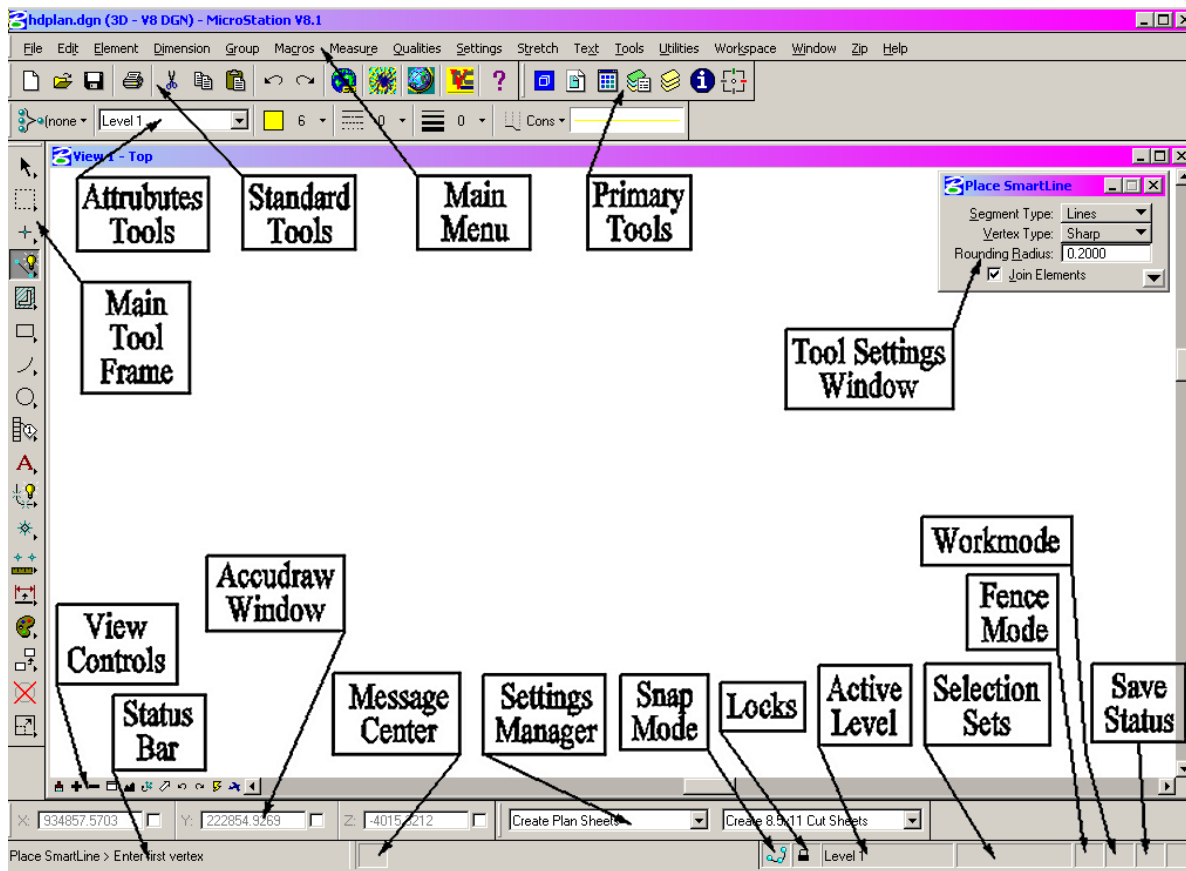 hdplan.dgn (3D - V8 DGN) - MicroStation V8.1
File Edit Element Dimension Group Macros Measure Qualities Settings Stretch Text Tools Utilities Workspace Window Zip Help
(none Level 1 6 0 0 Cons
View 1 - Top
Attrubutes
Tools
Standard
Tools
Main
Menu
Primary
Tools
Place SmartLine
Segment Type: Lines
Vertex Type: Sharp
Rounding Radius: 0.2000
Join Elements
Main
Tool
Frame
Tool Settings
Window
Workmode
Accudraw
Window
Fence
Mode
View
Controls
Status
Bar
Message
Center
Settings
Manager
Snap
Mode
Locks
Active
Level
Selection
Sets
Save
Status
X: 934857.5703 Y: 222854.9269 Z: -4015.3212 Create Plan Sheets Create 8.5x11 Cut Sheets
Place SmartLine > Enter first vertex Level 1